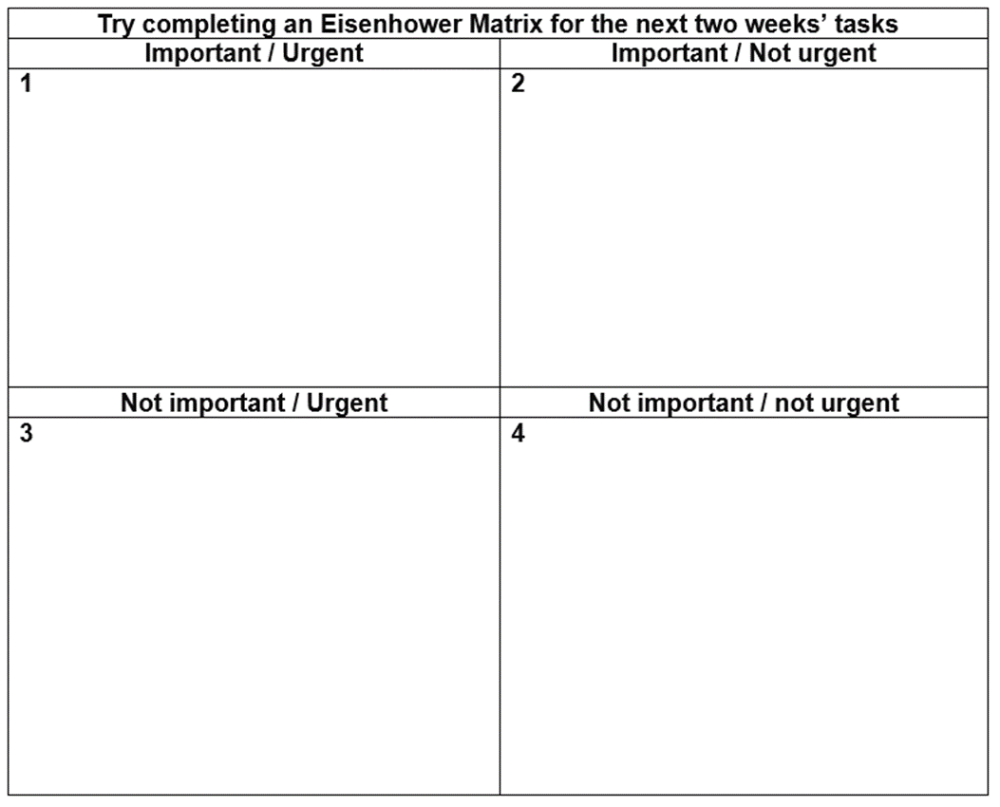 Try completing an Eisenhower Matrix for the next two weeks’ tasks
Important / Urgent
Important / Not urgent
1
2
Not important / Urgent
Not important / not urgent
3
4